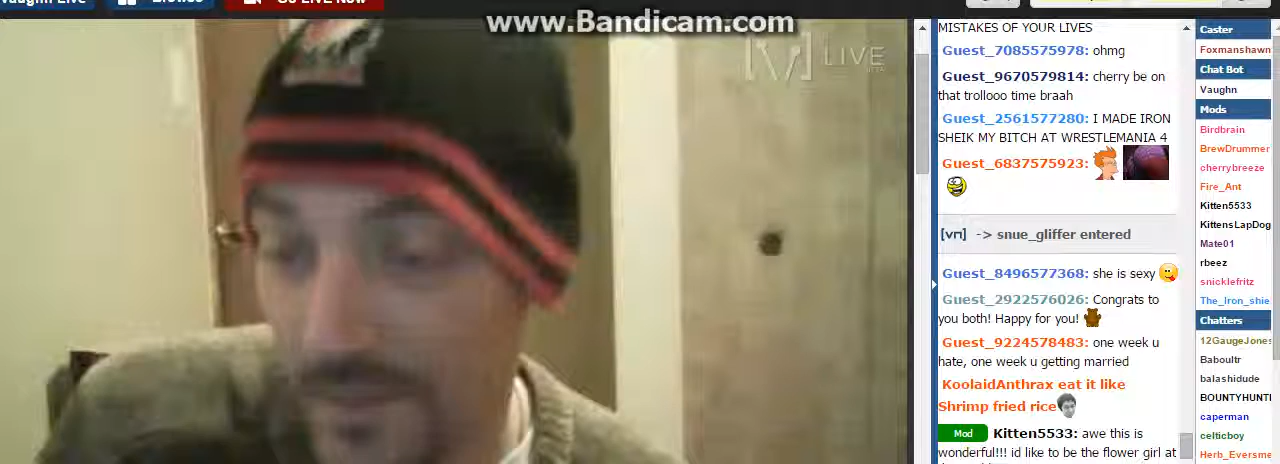 Vaughn Live
Browse
Go LIVE Now
www.Bandicam.com
[V] LIVE
BETA
MISTAKES OF YOUR LIVES
Guest_7085575978: ohmg
Guest_9670579814: cherry be on
that trollooo time braah
Guest_2561577280: I MADE IRON
SHEIK MY BITCH AT WRESTLEMANIA 4
Guest_6837575923:
[vn] -> snue_gliffer entered
Guest_8496577368: she is sexy
Guest_2922576026: Congrats to
you both! Happy for you!
Guest_9224578483: one week u
hate, one week u getting married
KoolaidAnthrax eat it like
Shrimp fried rice
Mod Kitten5533: awe this is
wonderful!!! id like to be the flower girl at
Caster
Foxmanshawn
Chat Bot
Vaughn
Mods
Birdbrain
BrewDrummer
cherrybreeze
Fire_Ant
Kitten5533
KittensLapDog
Mate01
rbeez
snicklefritz
The_Iron_shie
Chatters
12GaugeJones
Baboultr
balashidude
BOUNTYHUNT
caperman
celticboy
Herb_Eversme